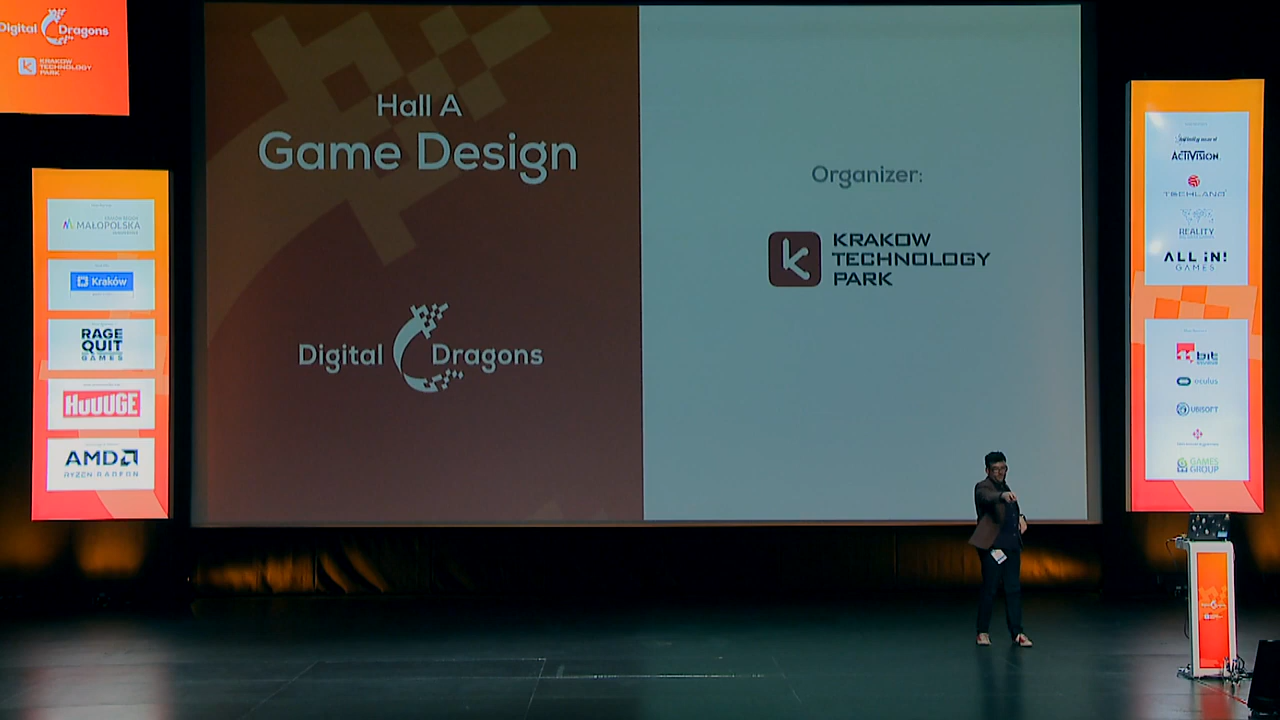 Digital Dragons
KRAKOW
TECHNOLOGY
PARK
Hall A
Game Design
Digital Dragons
Organizer:
KRAKOW
TECHNOLOGY
PARK
MAŁOPOLSKA
Kraków
RAGE
QUIT
GAMES
HUUUGE
AMD
RYZEN RADEON
ACTIVISION
TECHLAND
REALITY
ALL iN!
GAMES
11 bit
oculus
UBISOFT
GAMES
GROUP